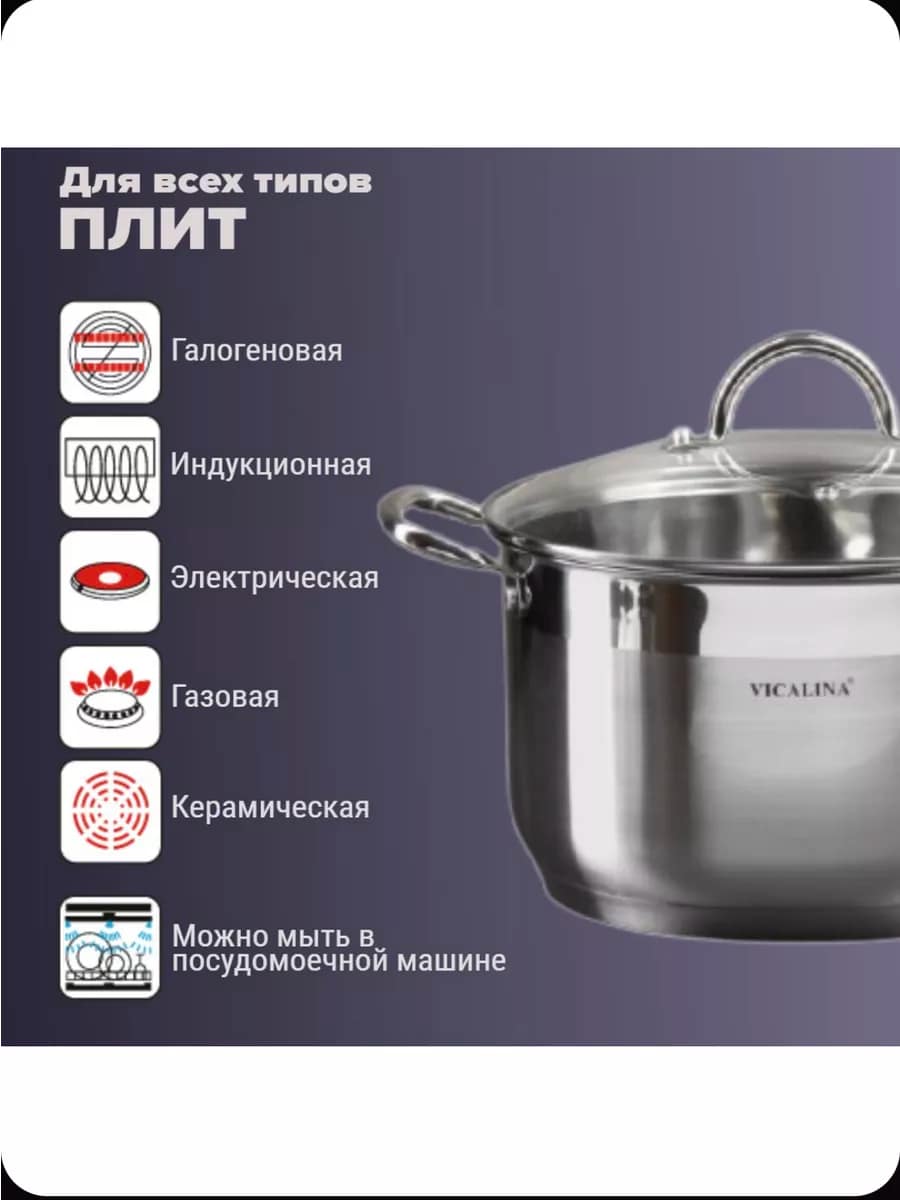 Для всех типов
ПЛИТ
Галогеновая
Индукционная
Электрическая
Газовая
Керамическая
Можно мыть в
посудомоечной машине
VICALINA®